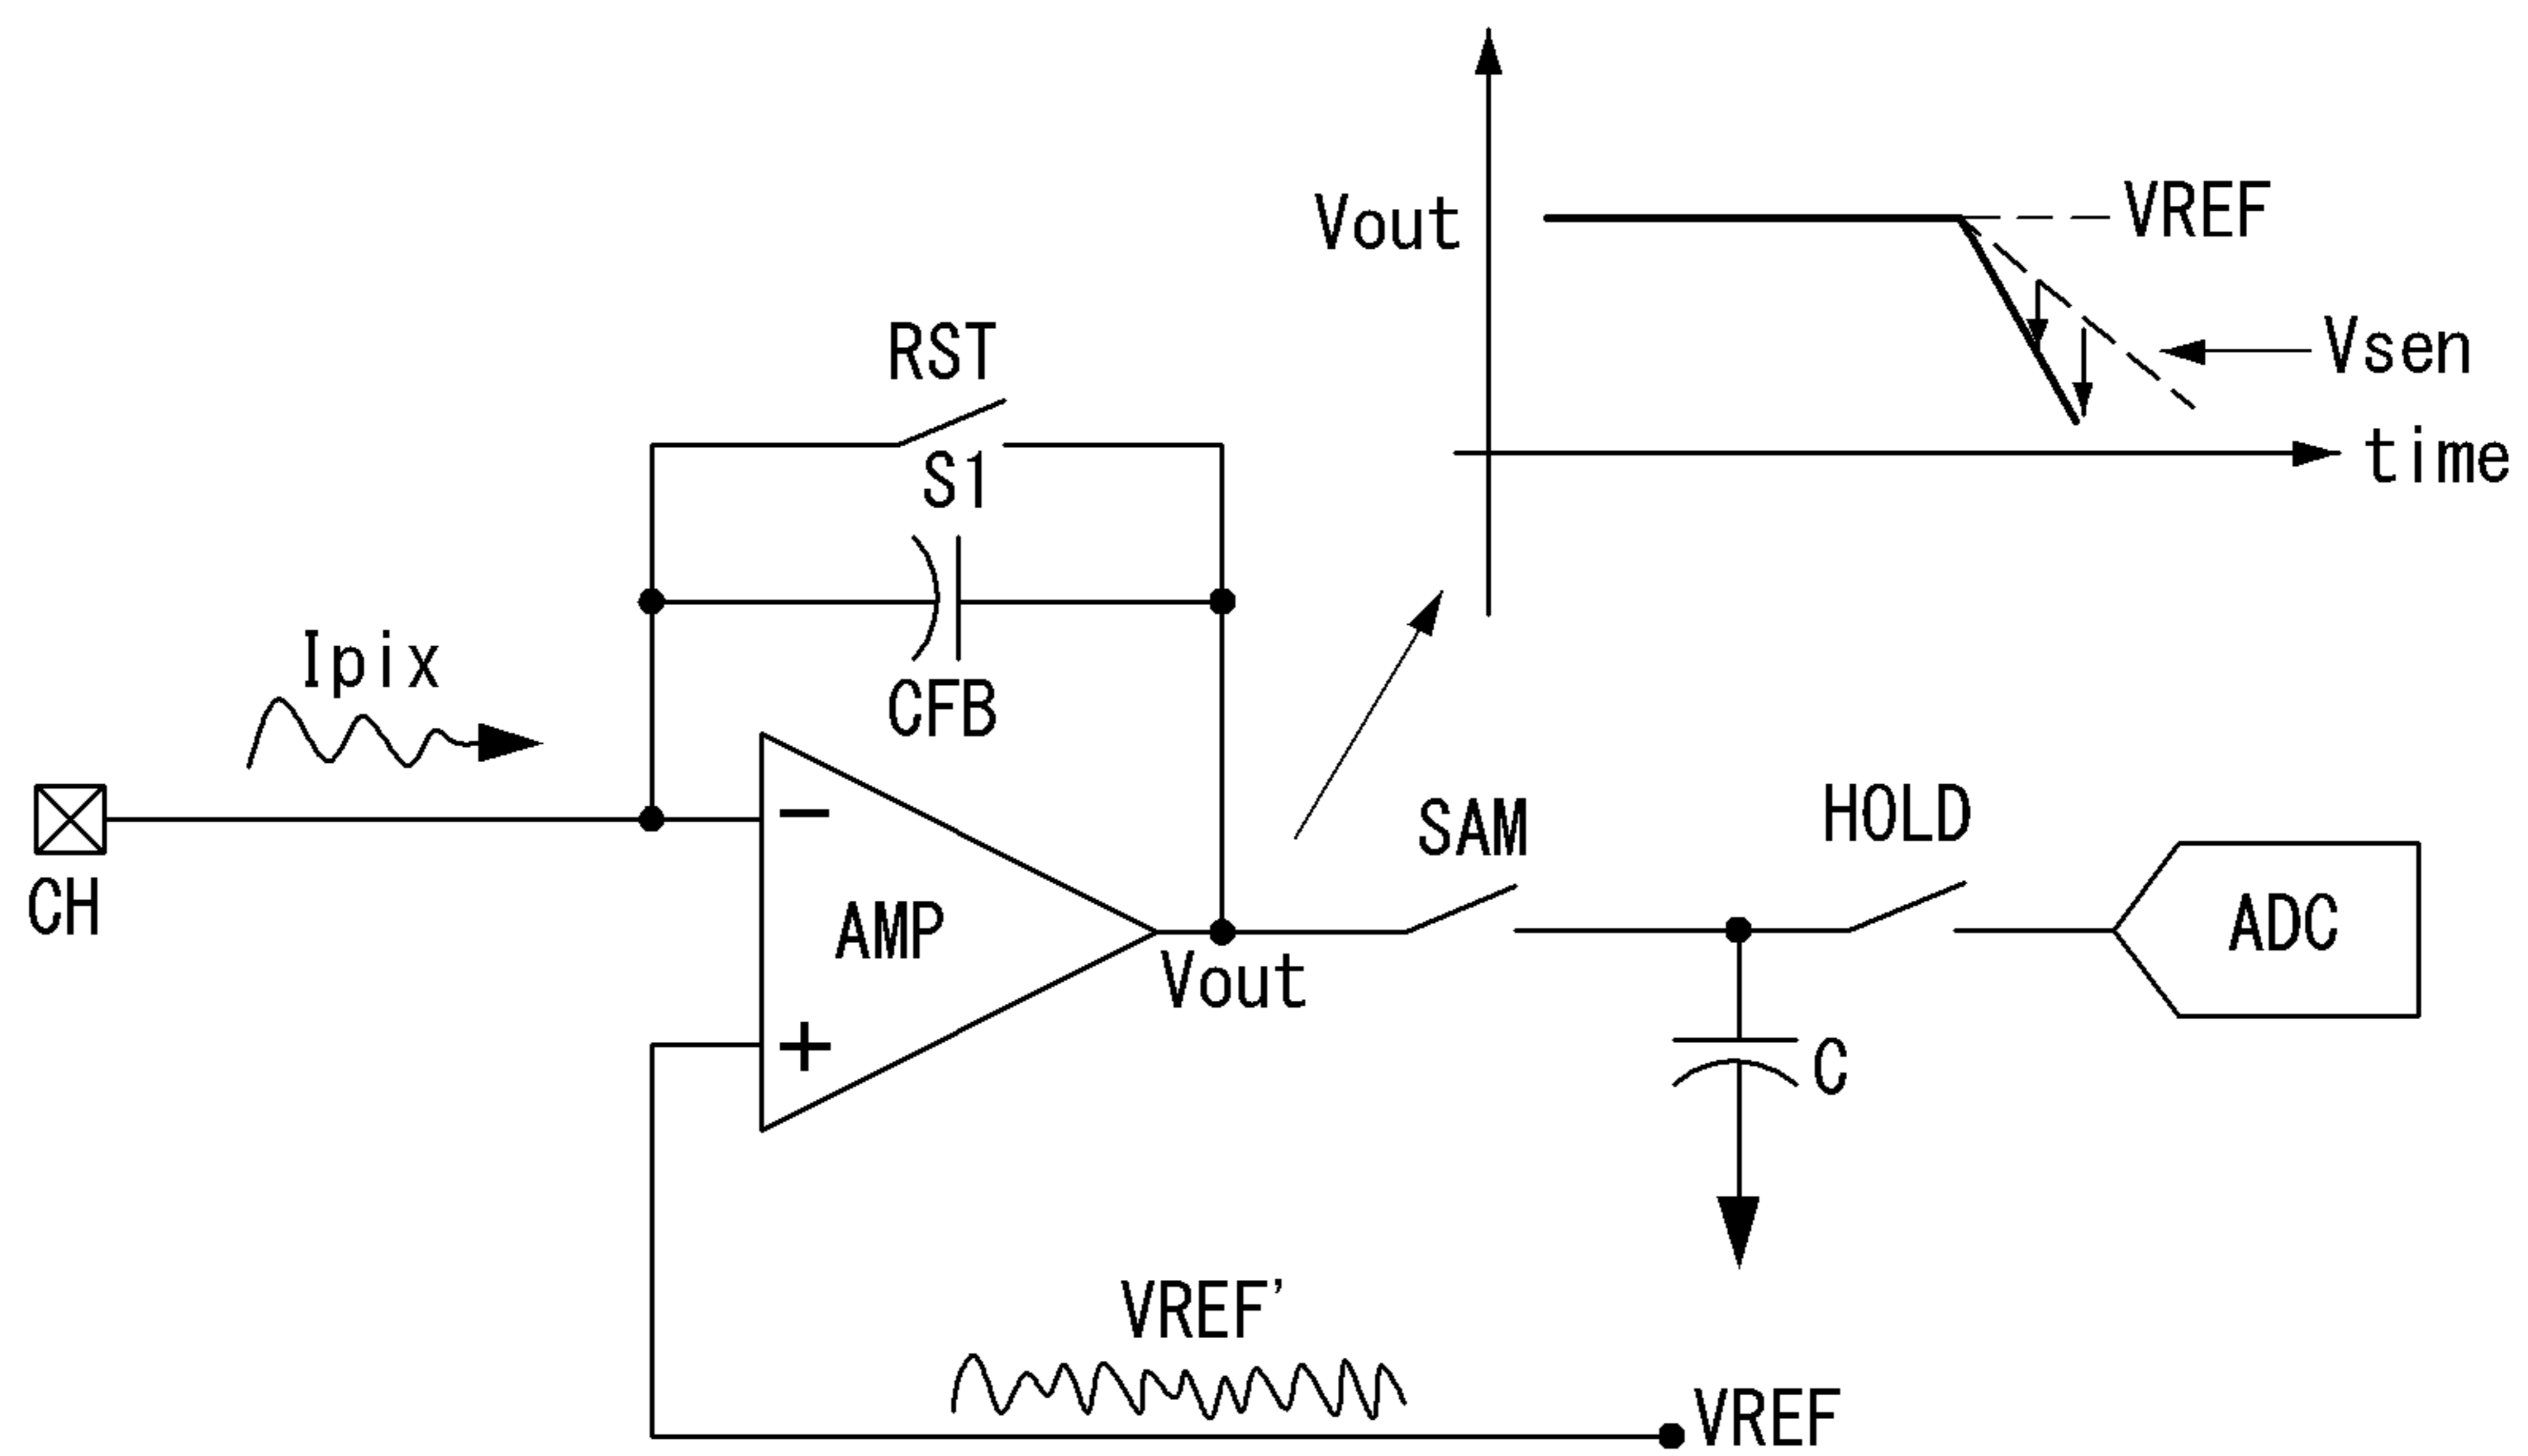 Vout
VREF
Vsen
time
RST
S1
CFB
Ipix
CH
−
AMP
+
Vout
SAM
HOLD
ADC
C
VREF'
VREF